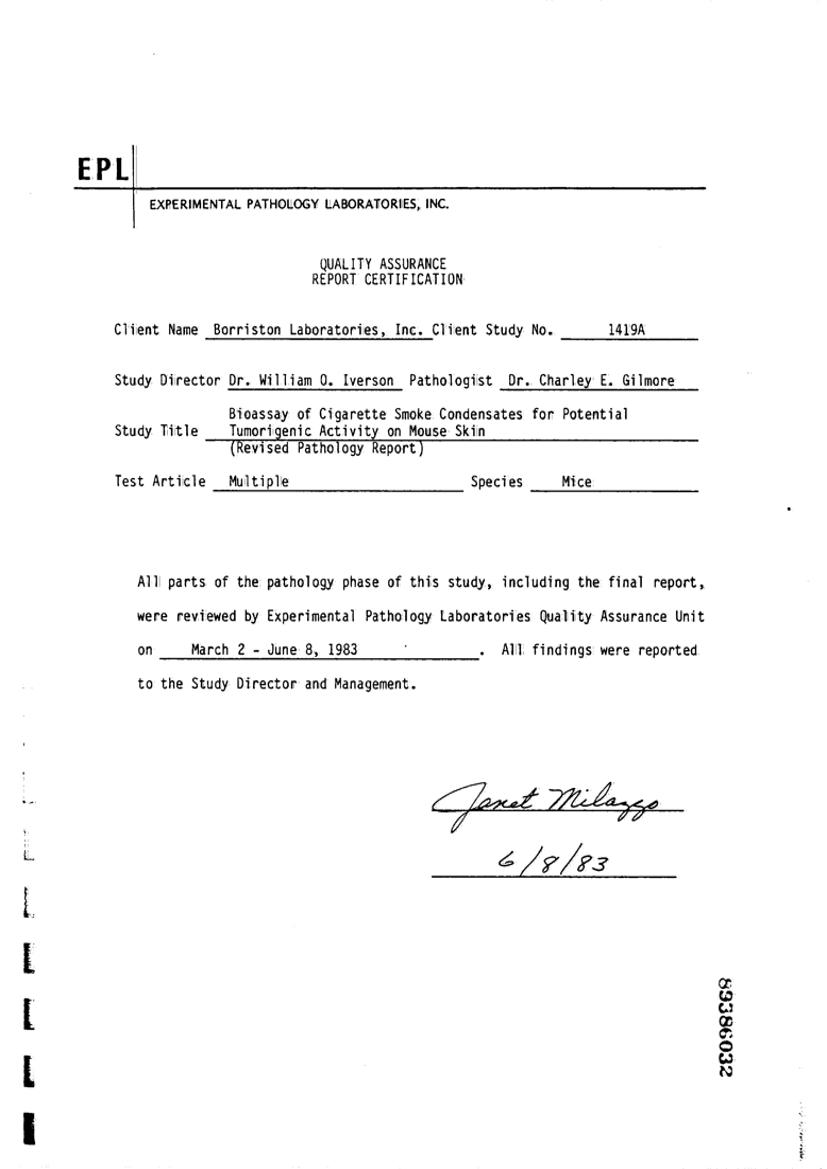 EPL
EXPERIMENTAL PATHOLOGY LABORATORIES, INC.
QUALITY ASSURANCE
REPORT CERTIFICATION
Client Name Borriston Laboratories, Inc. Client Study No. 1419A
Study Director Dr. William O. Iverson Pathologist Dr. Charley E. Gilmore
Bioassay of Cigarette Smoke Condensates for Potential
Study Title Tumorigenic Activity on Mouse Skin
(Revised Pathology Report)
Test Article Multiple Species Mice
All parts of the pathology phase of this study, including the final report,
were reviewed by Experimental Pathology Laboratories Quality Assurance Unit
on March 2 - June 8, 1983 . All findings were reported
to the Study Director and Management.
Janet Milazzo
6/8/83
89386032